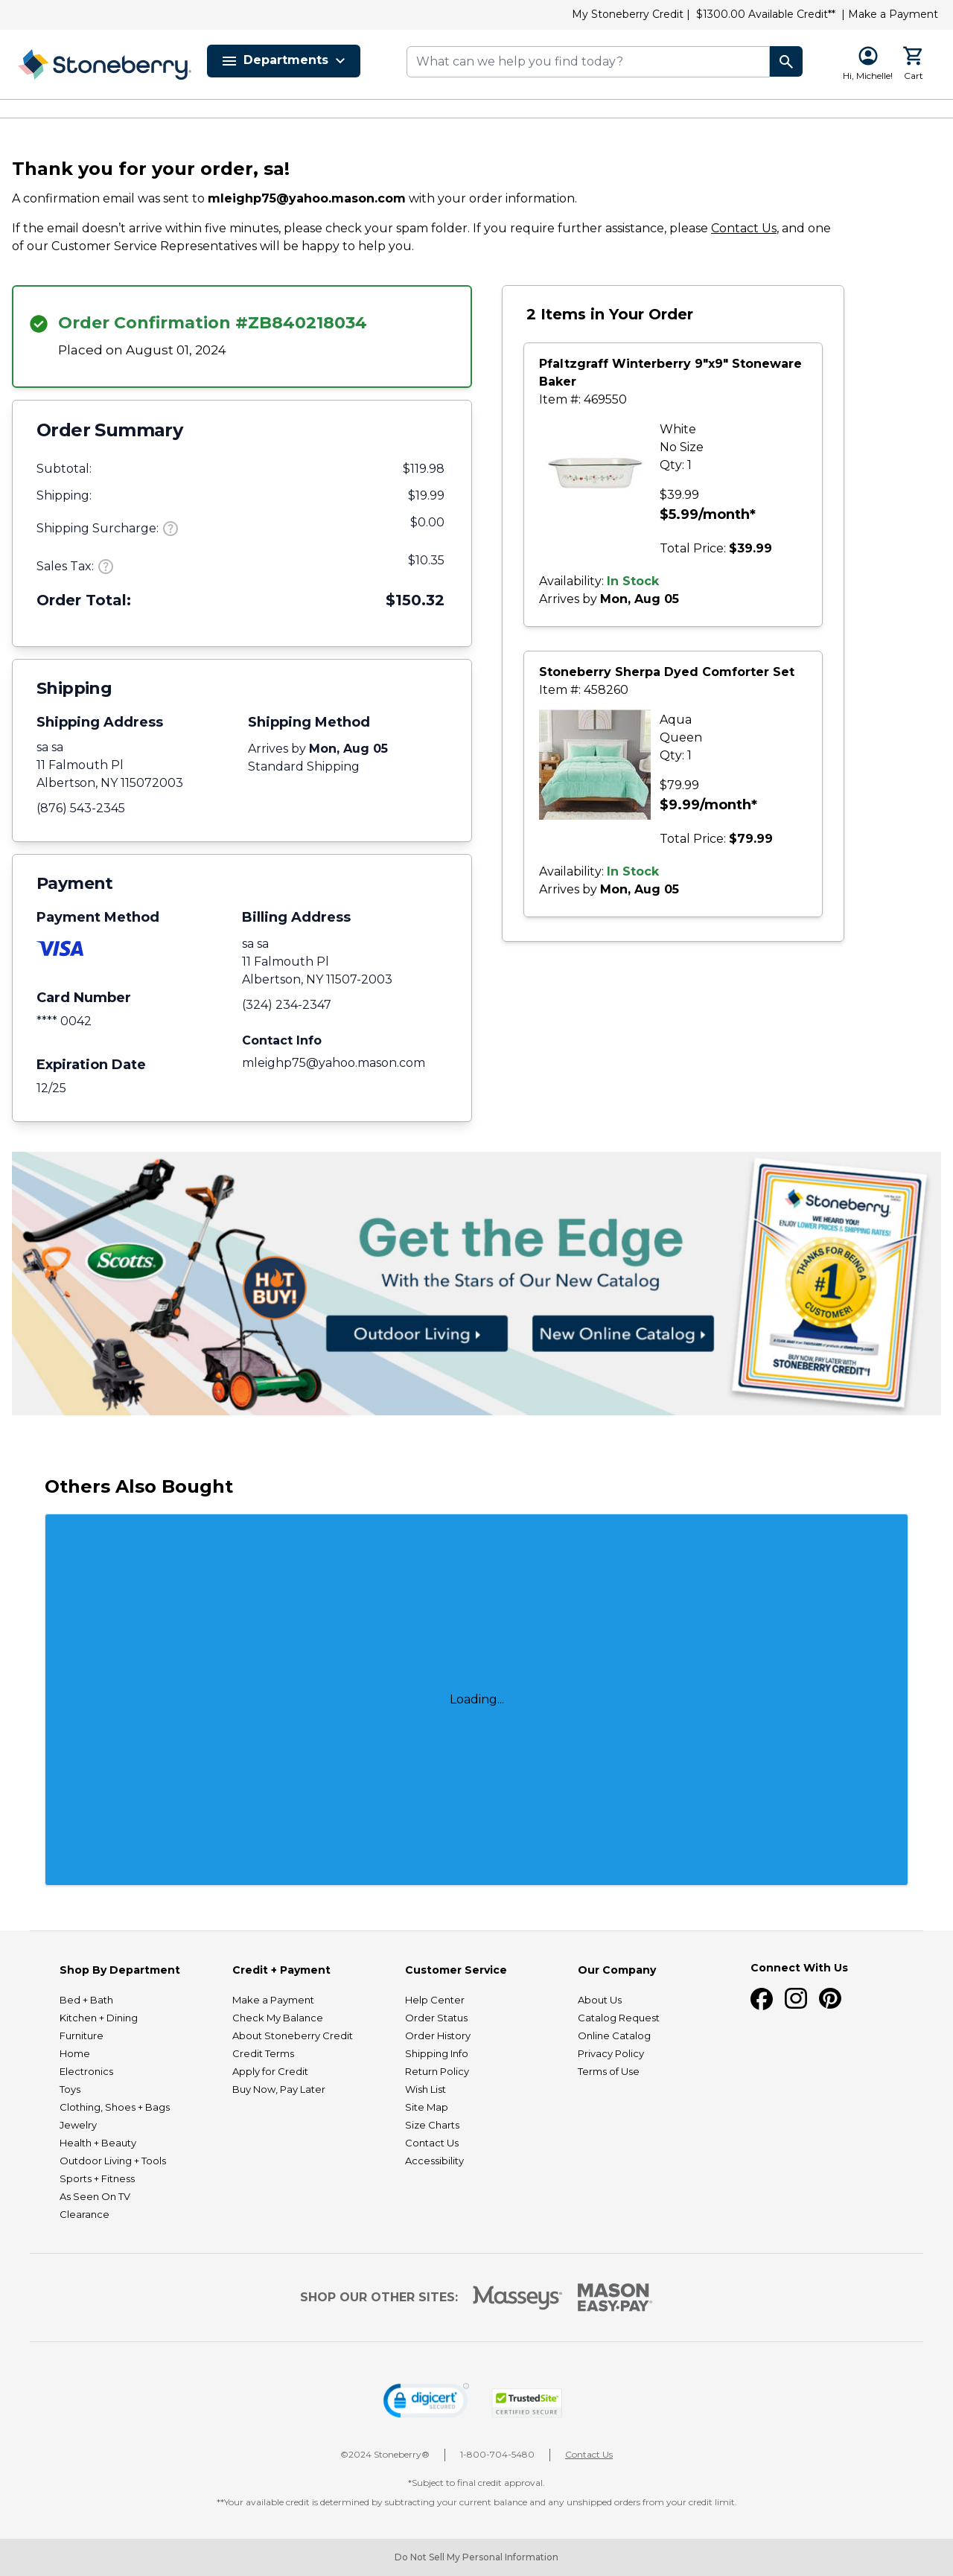 My Stoneberry Credit | $1300.00 Available Credit** | Make a Payment
Stoneberry.
Departments
What can we help you find today?
Hi, Michelle!
Cart
Thank you for your order, sa!
A confirmation email was sent to mleighp75@yahoo.mason.com with your order information.
If the email doesn’t arrive within five minutes, please check your spam folder. If you require further assistance, please Contact Us, and one
of our Customer Service Representatives will be happy to help you.
Order Confirmation #ZB840218034
Placed on August 01, 2024
Order Summary
Subtotal: $119.98
Shipping: $19.99
Shipping Surcharge: ? $0.00
Sales Tax: ? $10.35
Order Total: $150.32
Shipping
Shipping Address
sa sa
11 Falmouth Pl
Albertson, NY 115072003
(876) 543-2345
Shipping Method
Arrives by Mon, Aug 05
Standard Shipping
Payment
Payment Method
VISA
Card Number
**** 0042
Expiration Date
12/25
Billing Address
sa sa
11 Falmouth Pl
Albertson, NY 11507-2003
(324) 234-2347
Contact Info
mleighp75@yahoo.mason.com
2 Items in Your Order
Pfaltzgraff Winterberry 9"x9" Stoneware
Baker
Item #: 469550
White
No Size
Qty: 1
$39.99
$5.99/month*
Total Price: $39.99
Availability: In Stock
Arrives by Mon, Aug 05
Stoneberry Sherpa Dyed Comforter Set
Item #: 458260
Aqua
Queen
Qty: 1
$79.99
$9.99/month*
Total Price: $79.99
Availability: In Stock
Arrives by Mon, Aug 05
Scotts
HOT
BUY!
Get the Edge
With the Stars of Our New Catalog
Outdoor Living
New Online Catalog
Stoneberry.
WE HEARD YOU!
ENJOY LOWER PRICES & SHIPPING RATES!
THANKS FOR BEING A
#1
CUSTOMER!
BUY NOW, PAY LATER WITH
STONEBERRY CREDIT*!
Others Also Bought
Loading...
Shop By Department
Bed + Bath
Kitchen + Dining
Furniture
Home
Electronics
Toys
Clothing, Shoes + Bags
Jewelry
Health + Beauty
Outdoor Living + Tools
Sports + Fitness
As Seen On TV
Clearance
Credit + Payment
Make a Payment
Check My Balance
About Stoneberry Credit
Credit Terms
Apply for Credit
Buy Now, Pay Later
Customer Service
Help Center
Order Status
Order History
Shipping Info
Return Policy
Wish List
Site Map
Size Charts
Contact Us
Accessibility
Our Company
About Us
Catalog Request
Online Catalog
Privacy Policy
Terms of Use
Connect With Us
SHOP OUR OTHER SITES:
Masseys®
MASON
EASY•PAY®
digicert®
SECURED
TrustedSite®
CERTIFIED SECURE
©2024 Stoneberry® | 1-800-704-5480 | Contact Us
*Subject to final credit approval.
**Your available credit is determined by subtracting your current balance and any unshipped orders from your credit limit.
Do Not Sell My Personal Information